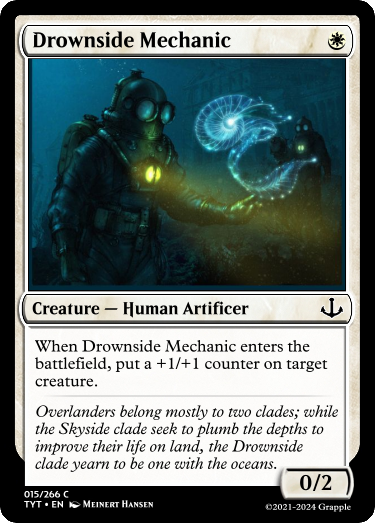 Drownside Mechanic
Creature — Human Artificer
When Drownside Mechanic enters the
battlefield, put a +1/+1 counter on target
creature.
Overlanders belong mostly to two clades; while
the Skyside clade seek to plumb the depths to
improve their life on land, the Drownside
clade yearn to be one with the oceans.
0/2
015/266 C
TYT • EN Meinert Hansen
©2021-2024 Grapple